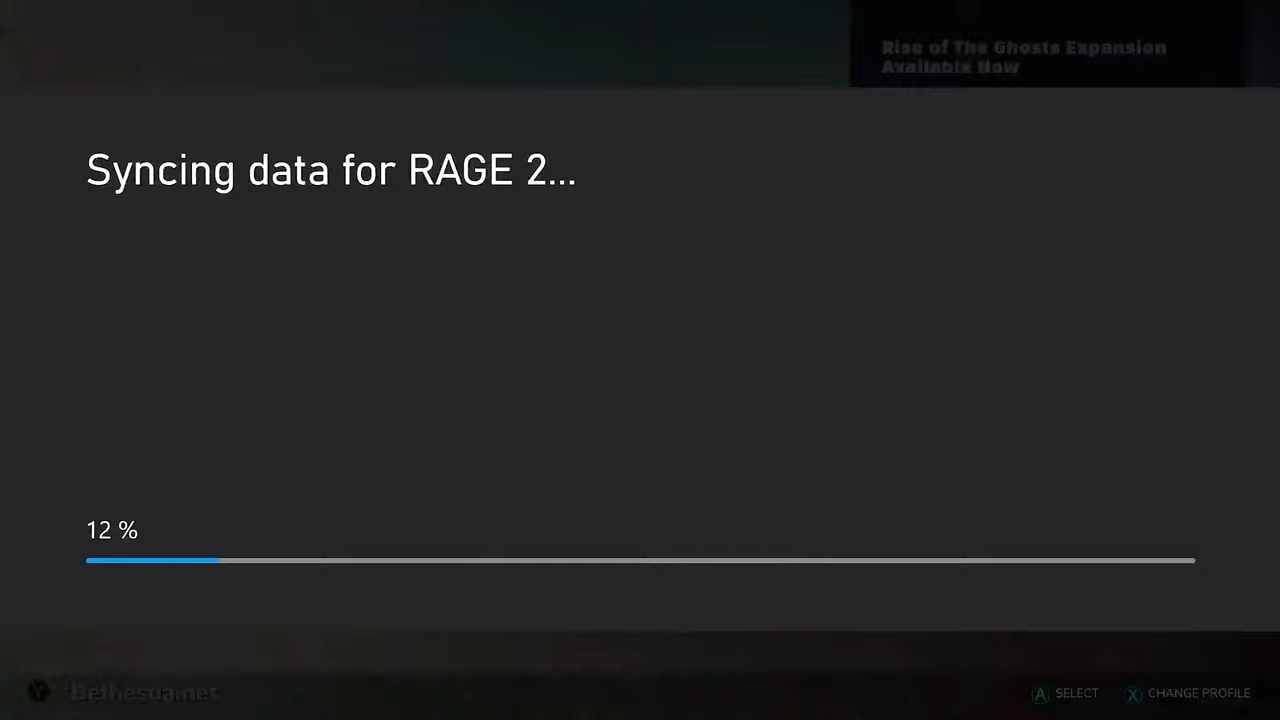 Rise of The Ghosts Expansion
Available Now
Syncing data for RAGE 2...
12 %
Y Bethesda.net
A SELECT X CHANGE PROFILE